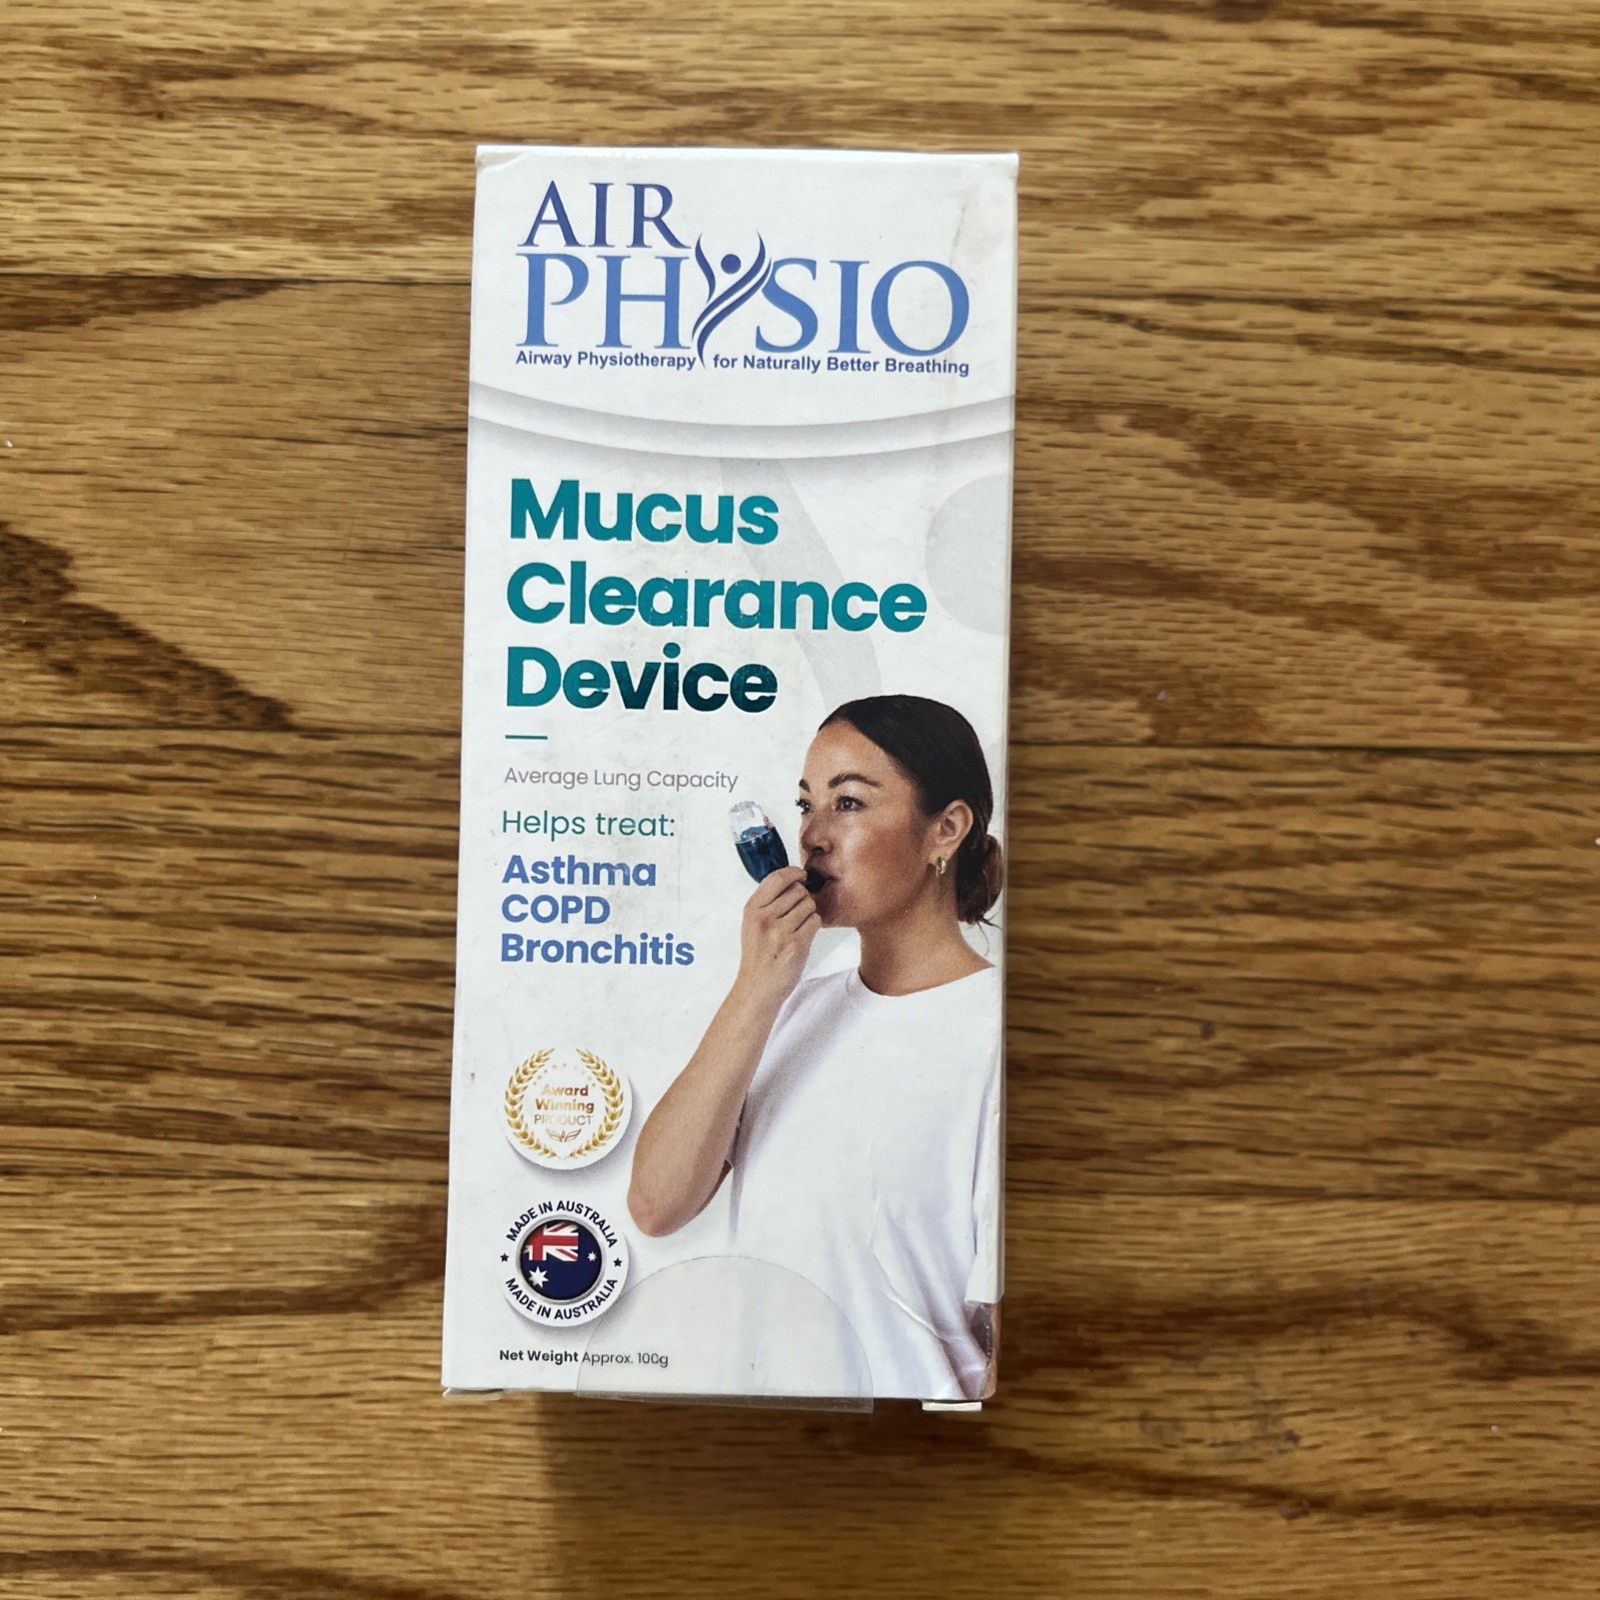 AIR
PHYSIO
Airway Physiotherapy for Naturally Better Breathing
Mucus
Clearance
Device
Average Lung Capacity
Helps treat:
Asthma
COPD
Bronchitis
Award
Winning
PRODUCT
MADE IN AUSTRALIA
MADE IN AUSTRALIA
Net Weight Approx. 100g